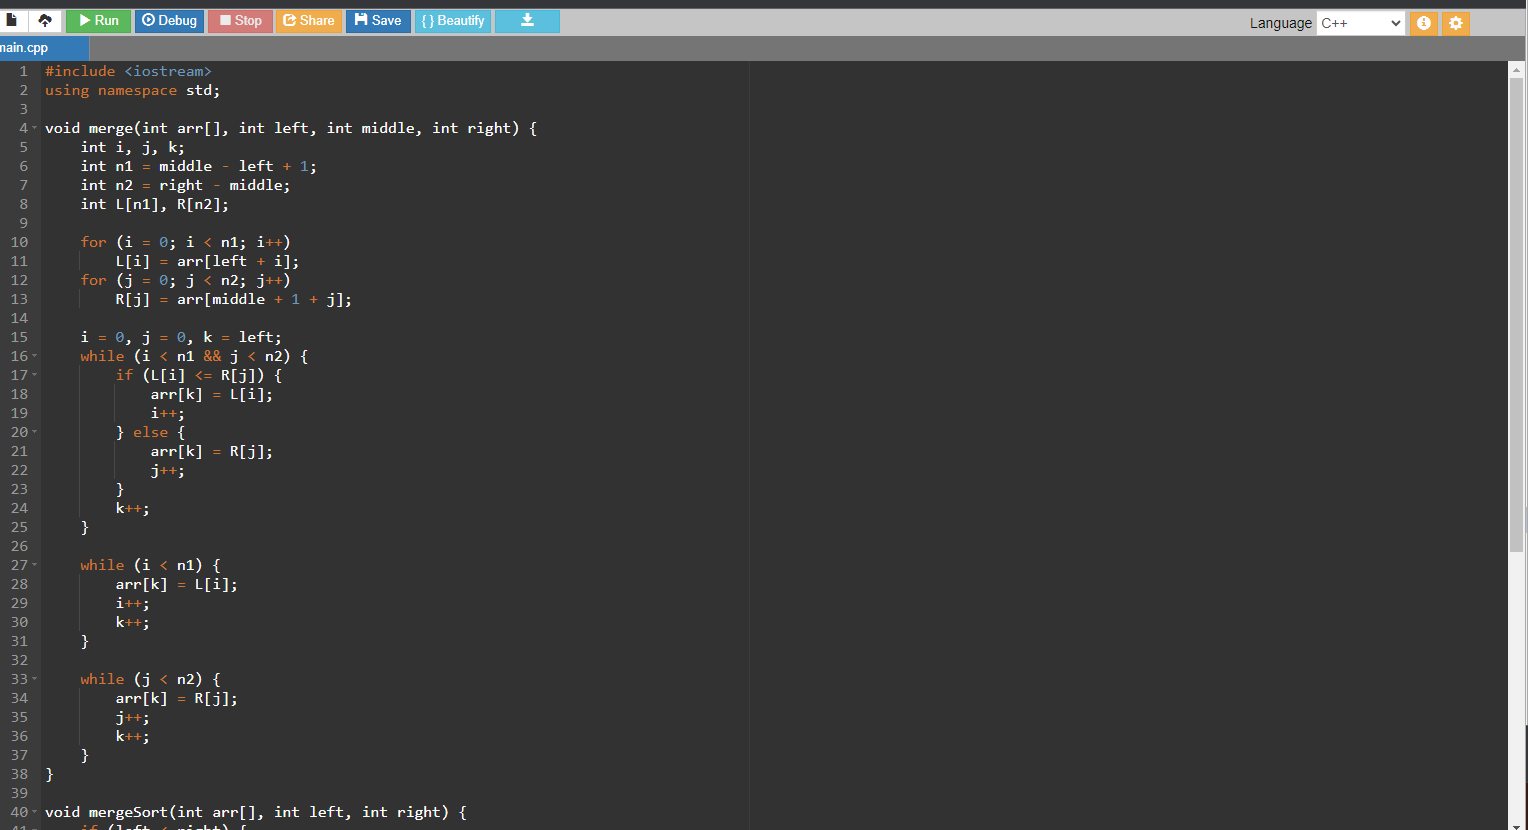 Run Debug Stop Share Save { } Beautify Language C++
main.cpp
1 #include <iostream>
2 using namespace std;
3
4 void merge(int arr[], int left, int middle, int right) {
5 int i, j, k;
6 int n1 = middle - left + 1;
7 int n2 = right - middle;
8 int L[n1], R[n2];
9
10 for (i = 0; i < n1; i++)
11 L[i] = arr[left + i];
12 for (j = 0; j < n2; j++)
13 R[j] = arr[middle + 1 + j];
14
15 i = 0, j = 0, k = left;
16 while (i < n1 && j < n2) {
17 if (L[i] <= R[j]) {
18 arr[k] = L[i];
19 i++;
20 } else {
21 arr[k] = R[j];
22 j++;
23 }
24 k++;
25 }
26
27 while (i < n1) {
28 arr[k] = L[i];
29 i++;
30 k++;
31 }
32
33 while (j < n2) {
34 arr[k] = R[j];
35 j++;
36 k++;
37 }
38 }
39
40 void mergeSort(int arr[], int left, int right) {
41 if (left < right) {